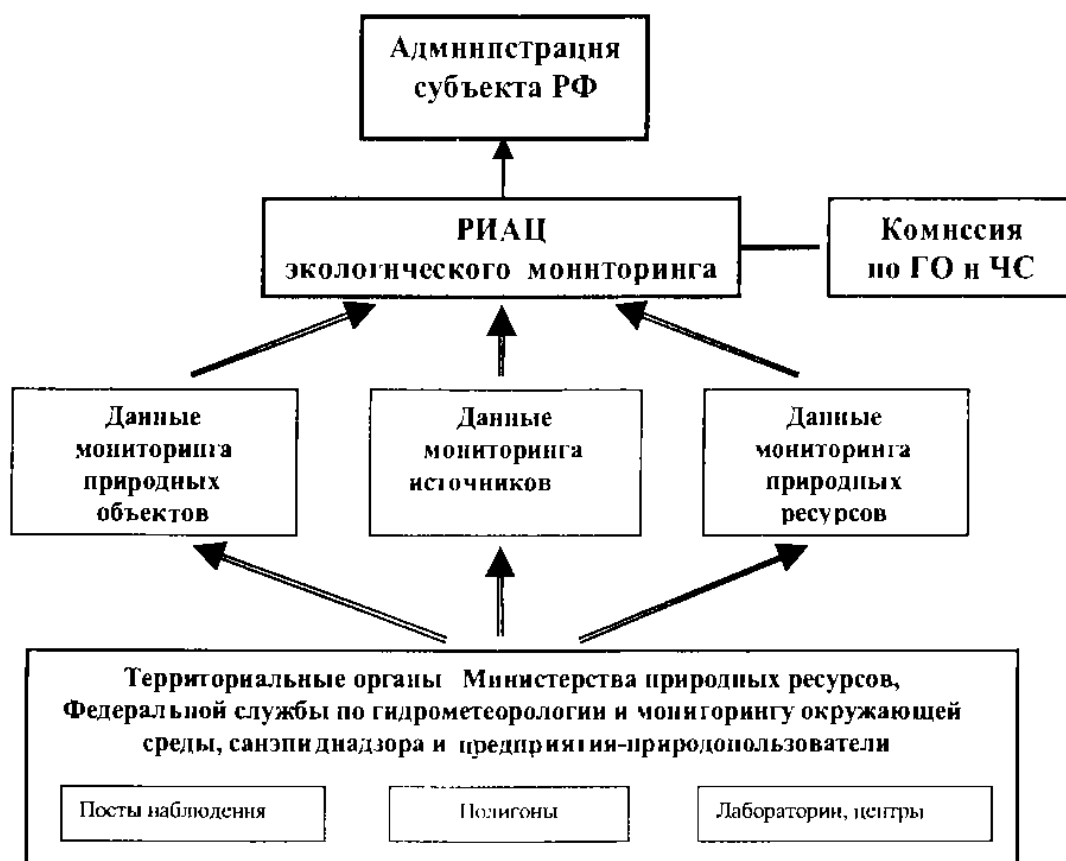 Администрация
субъекта РФ
РИАЦ
экологического мониторинга
Комиссия
по ГО и ЧС
Данные
мониторинга
природных
объектов
Данные
мониторинга
источников
Данные
мониторинга
природных
ресурсов
Территориальные органы Министерства природных ресурсов,
Федеральной службы по гидрометеорологии и мониторингу окружающей
среды, санэпиднадзора и предприятия-природопользователи
Посты наблюдения
Полигоны
Лаборатории, центры